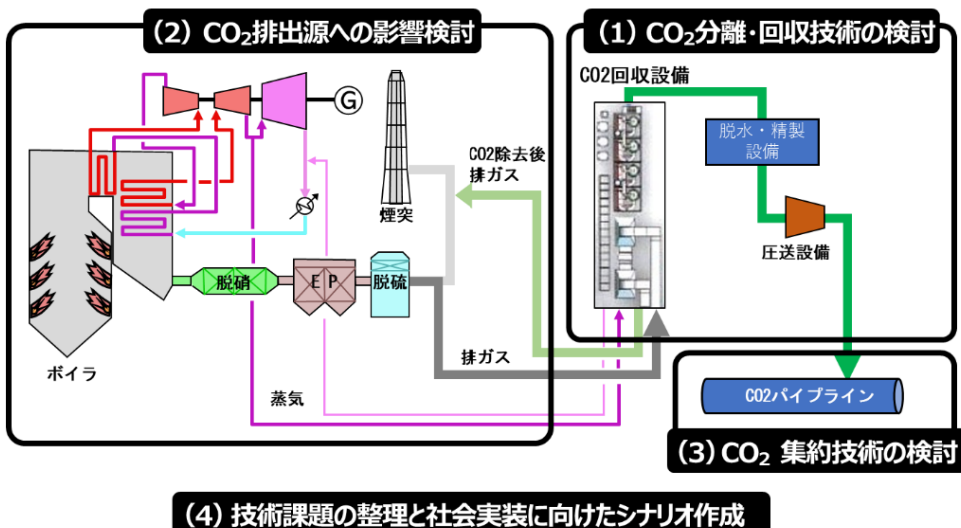 (2) CO₂排出源への影響検討
(1) CO₂分離・回収技術の検討
CO2回収設備
G
脱水・精製
設備
CO2除去後
排ガス
煙突
圧送設備
脱硝
EP
脱硫
ボイラ
排ガス
蒸気
CO2パイプライン
(3) CO₂ 集約技術の検討
(4) 技術課題の整理と社会実装に向けたシナリオ作成